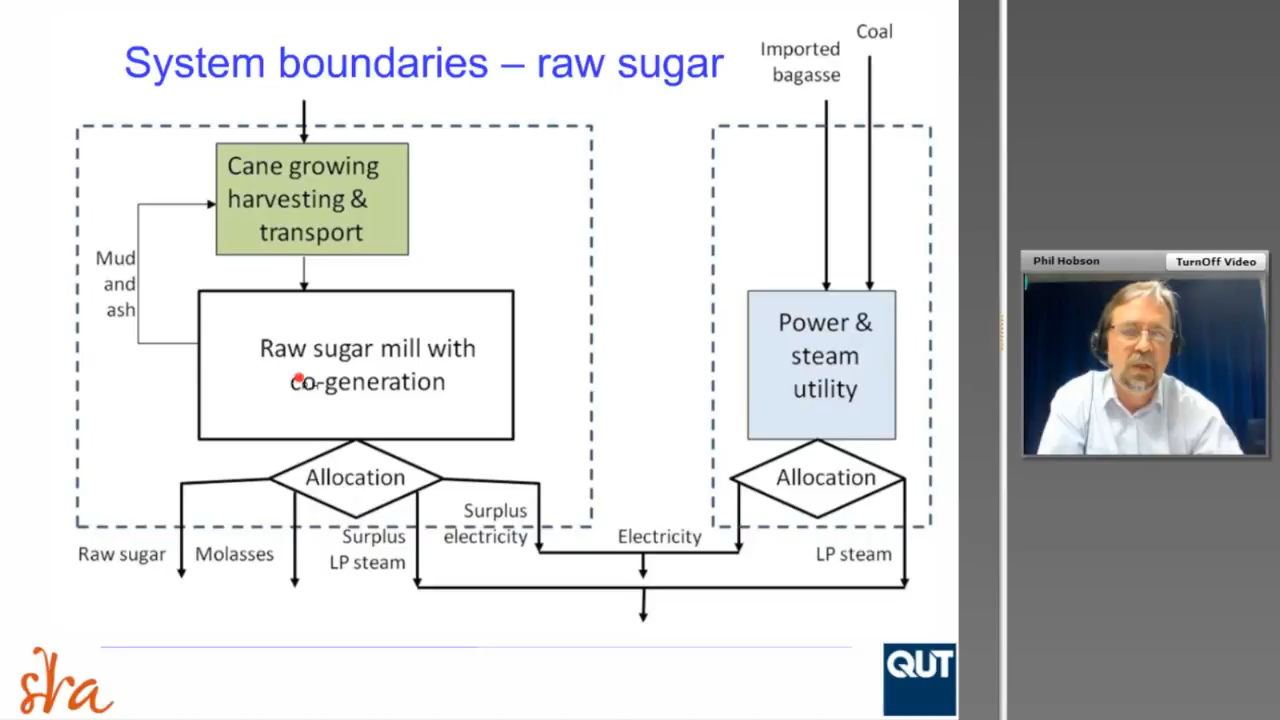 System boundaries – raw sugar
Imported
bagasse
Coal
Cane growing
harvesting &
transport
Mud
and
ash
Raw sugar mill with
co-generation
Power &
steam
utility
Allocation
Allocation
Raw sugar
Molasses
Surplus
LP steam
Surplus
electricity
Electricity
LP steam
Phil Hobson
TurnOff Video
sra
QUT